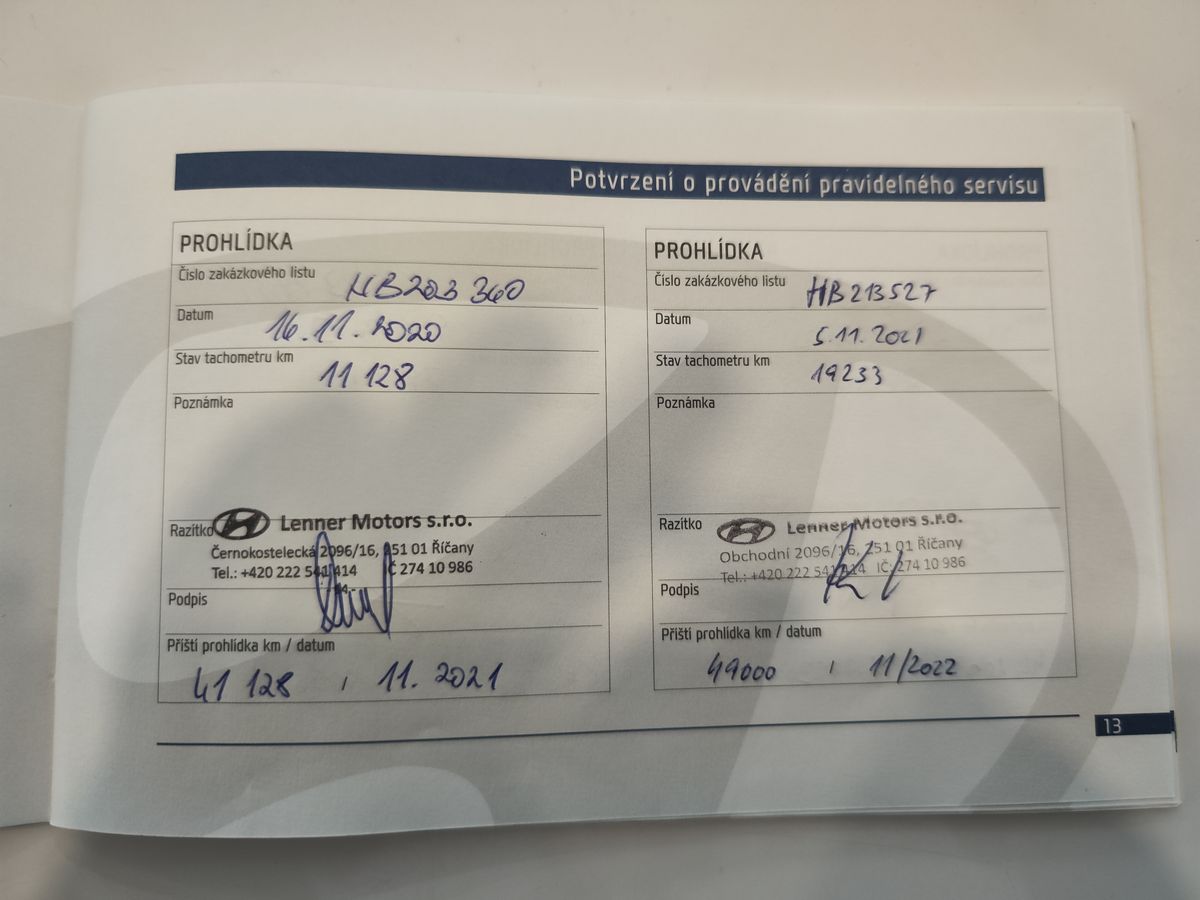 Potvrzení o provádění pravidelného servisu
PROHLÍDKA
Číslo zakázkového listu HB203 340
Datum 16.11.2020
Stav tachometru km 11 128
Poznámka
Razítko Lenner Motors s.r.o.
Černokostelecká 2096/16, 251 01 Říčany
Tel.: +420 222 541 414 IČ 274 10 986
Podpis
Příští prohlídka km / datum
41 128 / 11. 2021
PROHLÍDKA
Číslo zakázkového listu HB213527
Datum 5.11.2021
Stav tachometru km 19233
Poznámka
Razítko Lenner Motors s.r.o.
Obchodní 2096/16, 251 01 Říčany
Tel.: +420 222 541 414 IČ: 274 10 986
Podpis
Příští prohlídka km / datum
49000 / 11/2022
13